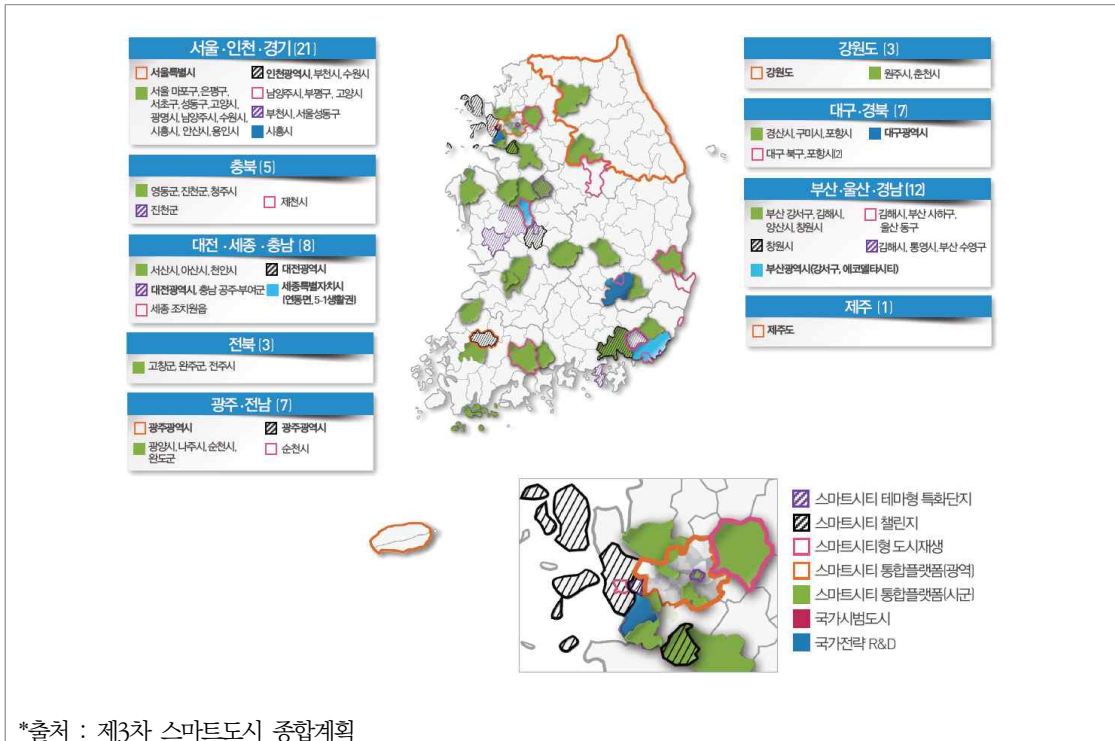 서울·인천·경기(21)
서울특별시
서울 마포구, 은평구,
서초구, 성동구, 고양시,
광명시, 남양주시, 수원시,
시흥시, 안산시, 용인시
인천광역시, 부천시, 수원시
남양주시, 부평구, 고양시
부천시, 서울성동구
시흥시
충북(5)
영동군, 진천군, 청주시
진천군
제천시
대전·세종·충남(8)
서산시, 아산시, 천안시
대전광역시, 충남 공주·부여군
세종 조치원읍
대전광역시
세종특별자치시
(연동면, 5-1생활권)
전북(3)
고창군, 완주군, 전주시
광주·전남(7)
광주광역시
광양시, 나주시, 순천시,
완도군
광주광역시
순천시
강원도(3)
강원도
원주시, 춘천시
대구·경북(7)
경산시, 구미시, 포항시
대구광역시
대구 북구, 포항시[2]
부산·울산·경남(12)
부산 강서구, 김해시,
양산시, 창원시
창원시
김해시, 부산 사하구,
울산 동구
김해시, 통영시, 부산 수영구
부산광역시(강서구, 에코델타시티)
제주(1)
제주도
스마트시티 테마형 특화단지
스마트시티 챌린지
스마트시티형 도시재생
스마트시티 통합플랫폼(광역)
스마트시티 통합플랫폼(시군)
국가시범도시
국가전략 R&D
*출처 : 제3차 스마트도시 종합계획